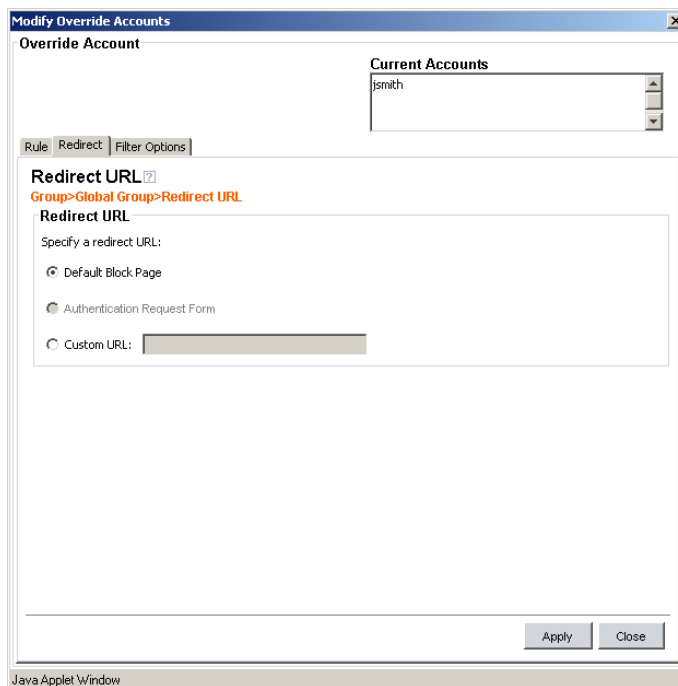 Modify Override Accounts
Override Account
Current Accounts
jsmith
Rule Redirect Filter Options
Redirect URL?
Group>Global Group>Redirect URL
Redirect URL
Specify a redirect URL:
Default Block Page
Authentication Request Form
Custom URL:
Apply Close
Java Applet Window